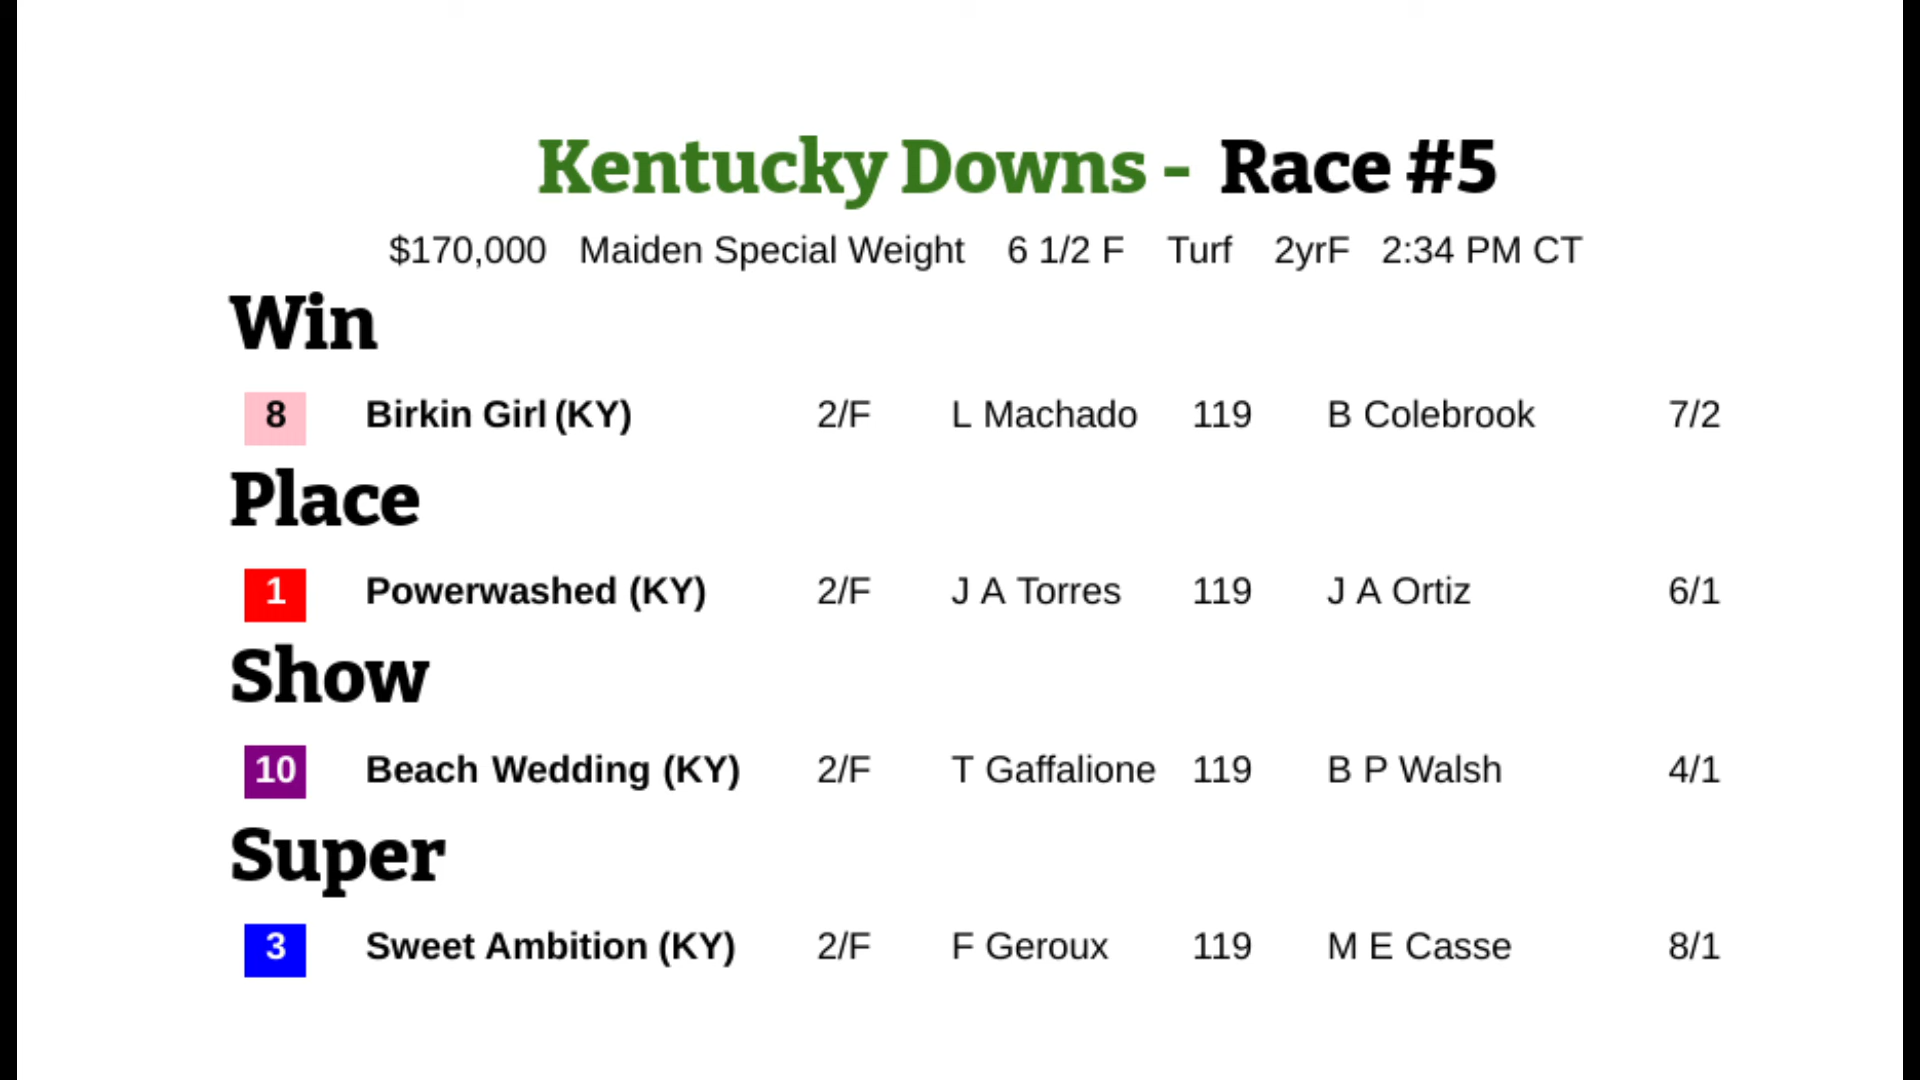 Kentucky Downs - Race #5
$170,000 Maiden Special Weight 6 1/2 F Turf 2yrF 2:34 PM CT
Win
8 Birkin Girl (KY) 2/F L Machado 119 B Colebrook 7/2
Place
1 Powerwashed (KY) 2/F J A Torres 119 J A Ortiz 6/1
Show
10 Beach Wedding (KY) 2/F T Gaffalione 119 B P Walsh 4/1
Super
3 Sweet Ambition (KY) 2/F F Geroux 119 M E Casse 8/1